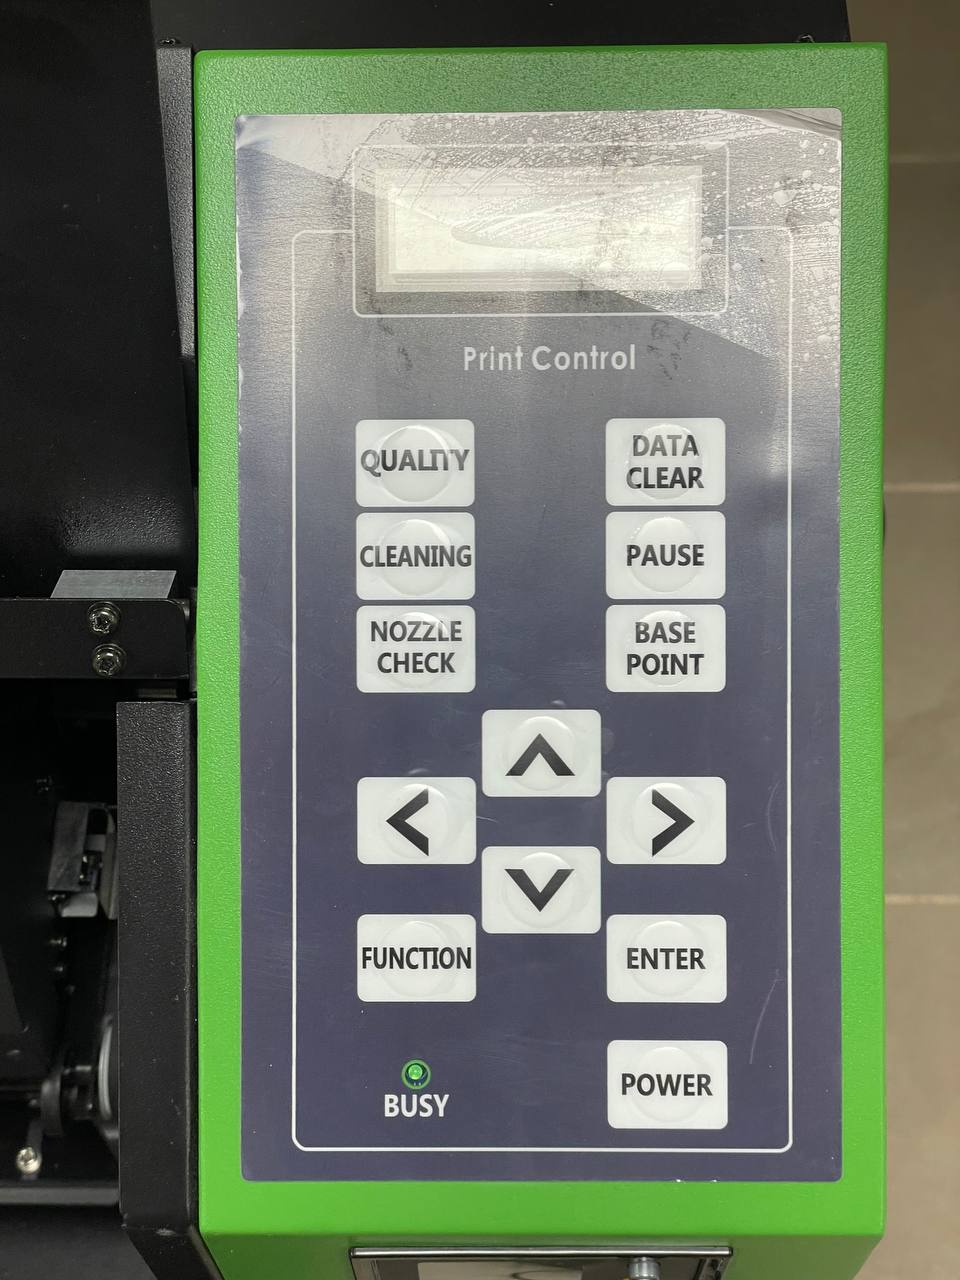 Print Control
QUALITY
DATA
CLEAR
CLEANING
PAUSE
NOZZLE
CHECK
BASE
POINT
FUNCTION
ENTER
BUSY
POWER